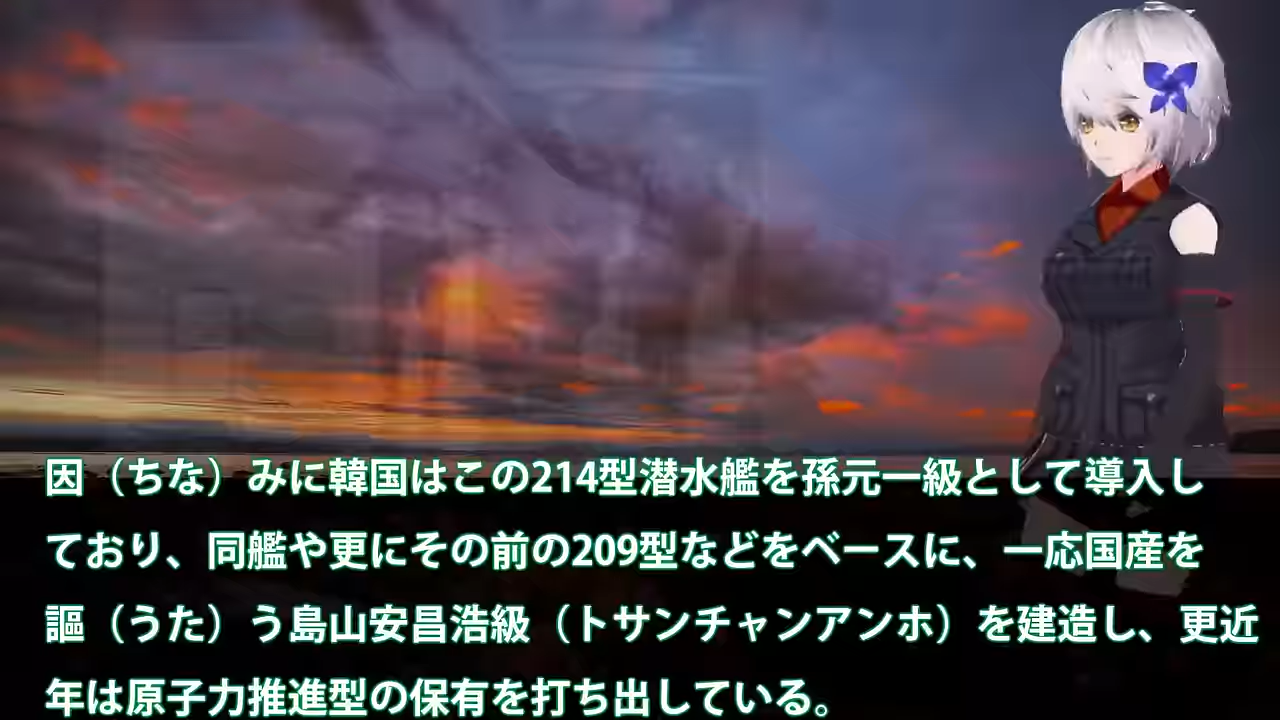 因（ちな）みに韓国はこの214型潜水艦を孫元一級として導入し
ており、同艦や更にその前の209型などをベースに、一応国産を
謳（うた）う島山安昌浩級（トサンチャンアンホ）を建造し、更近
年は原子力推進型の保有を打ち出している。